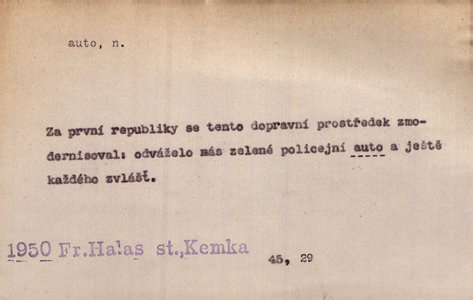 auto, n.
Za první republiky se tento dopravní prostředek zmo-
dernisoval: odváželo nás zelené policejní auto a ještě
každého zvlášť.
1950 Fr.Halas st.,Kemka
45, 29